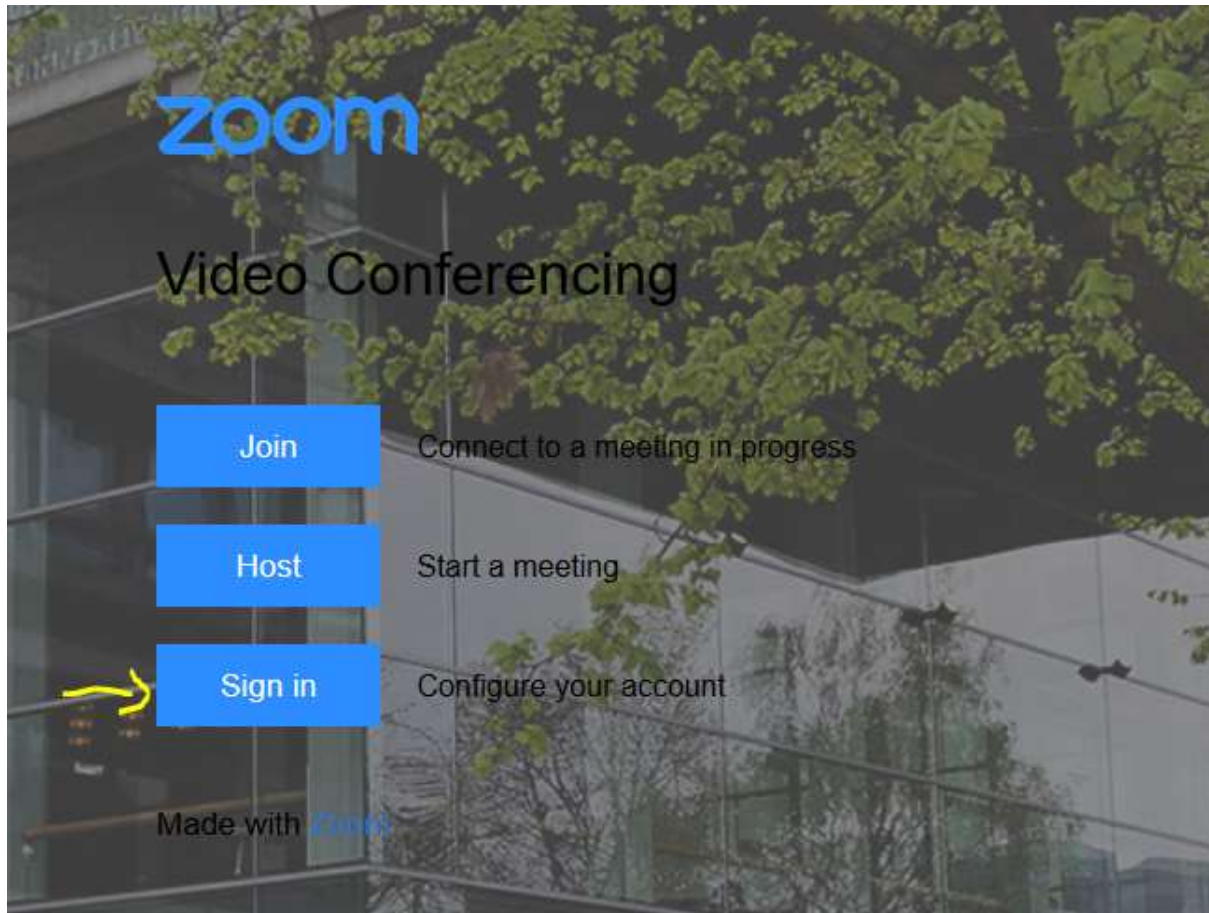 zoom
Video Conferencing
Join Connect to a meeting in progress
Host Start a meeting
Sign in Configure your account
Made with Zoom